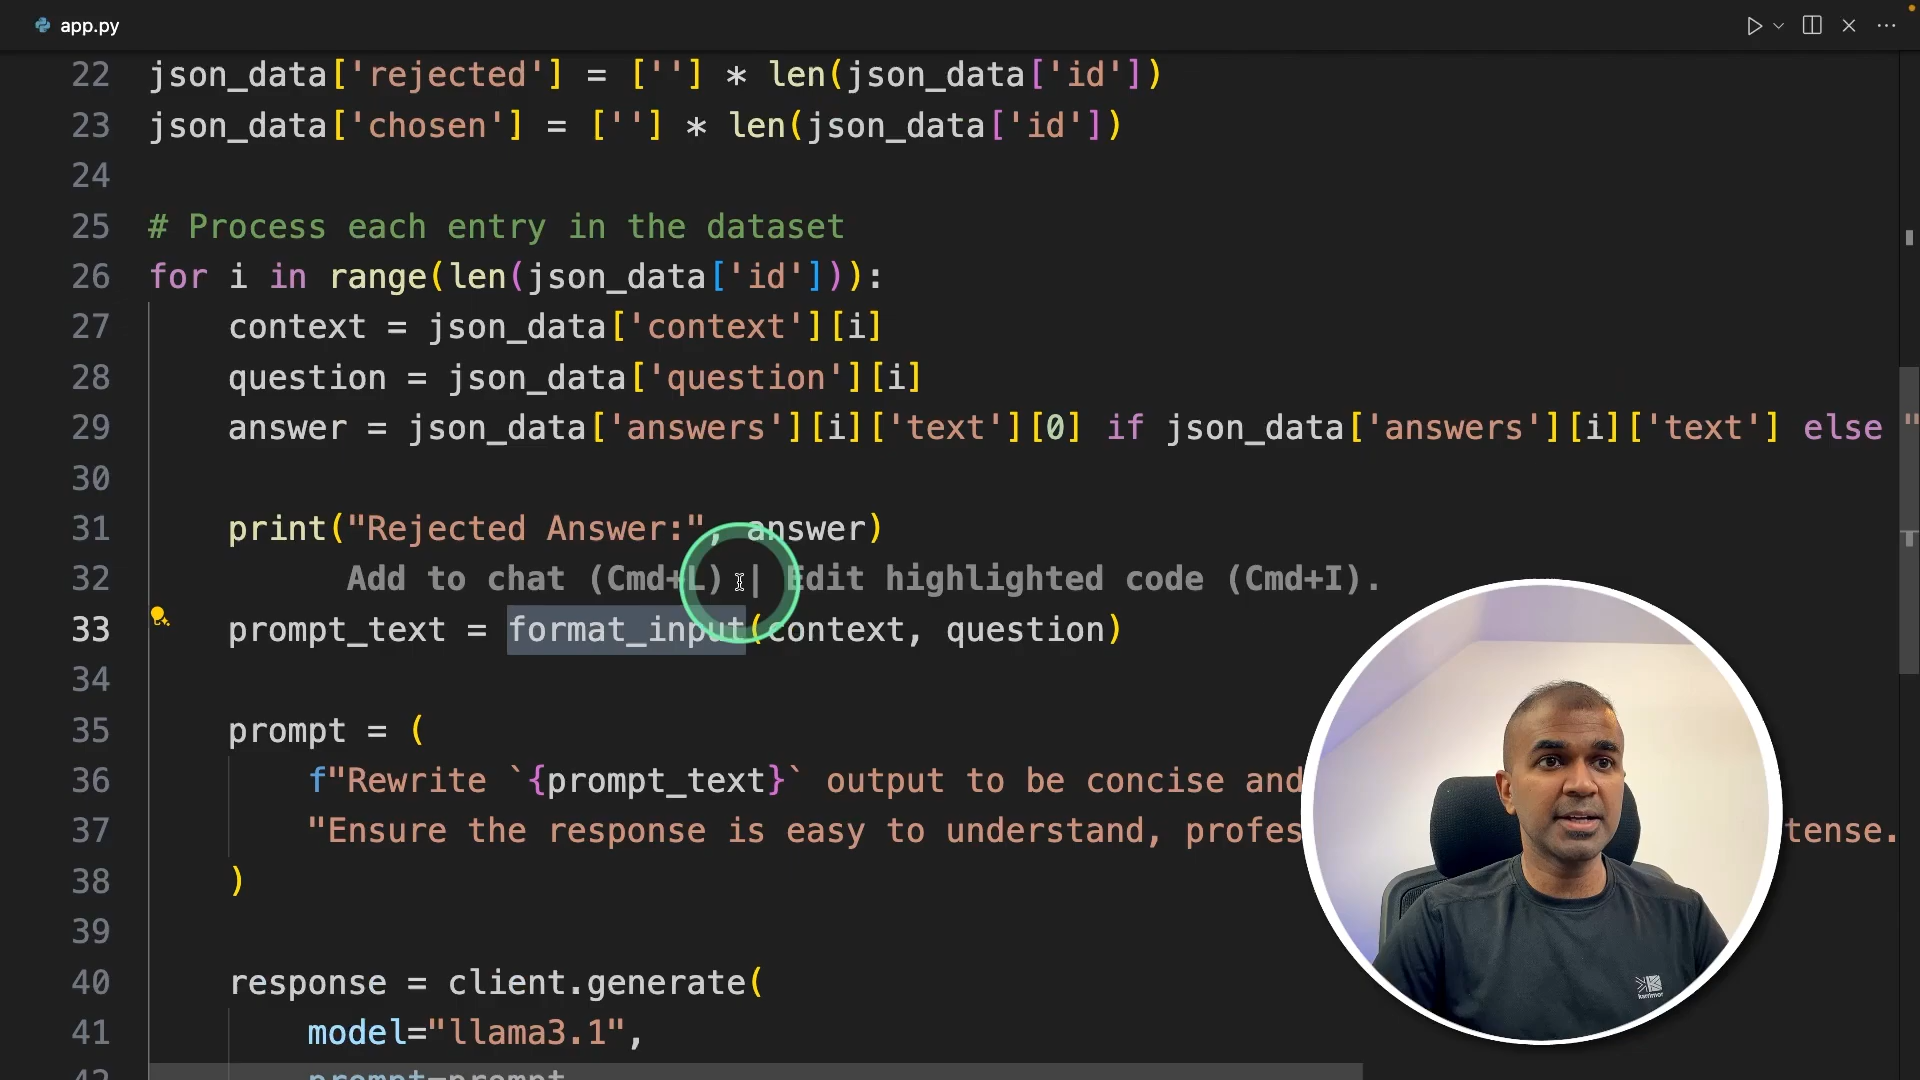 app.py
22 json_data['rejected'] = [''] * len(json_data['id'])
23 json_data['chosen'] = [''] * len(json_data['id'])
24
25 # Process each entry in the dataset
26 for i in range(len(json_data['id'])):
27 context = json_data['context'][i]
28 question = json_data['question'][i]
29 answer = json_data['answers'][i]['text'][0] if json_data['answers'][i]['text'] else "
30
31 print("Rejected Answer:", answer)
32 Add to chat (Cmd+L) | Edit highlighted code (Cmd+I).
33 prompt_text = format_input(context, question)
34
35 prompt = (
36 f"Rewrite `{prompt_text}` output to be concise and
37 "Ensure the response is easy to understand, profes tense.
38 )
39
40 response = client.generate(
41 model="llama3.1",
42 prompt=prompt
karrimor